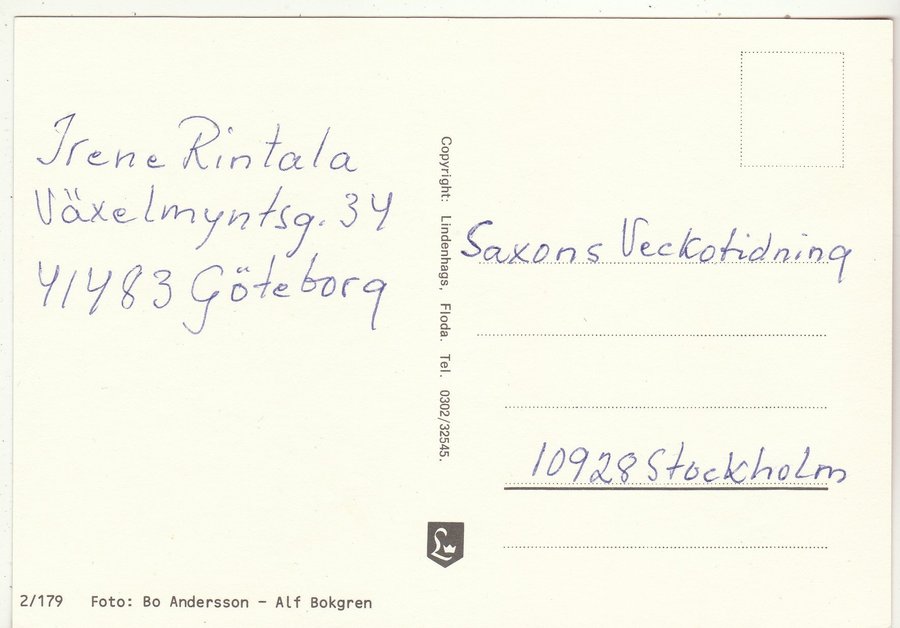 Irene Rintala
Växelmyntsg. 34
41483 Göteborg
Copyright: Lindenhags, Floda. Tel. 0302/32545.
Saxons Veckotidning
10928 Stockholm
L
2/179 Foto: Bo Andersson - Alf Bokgren